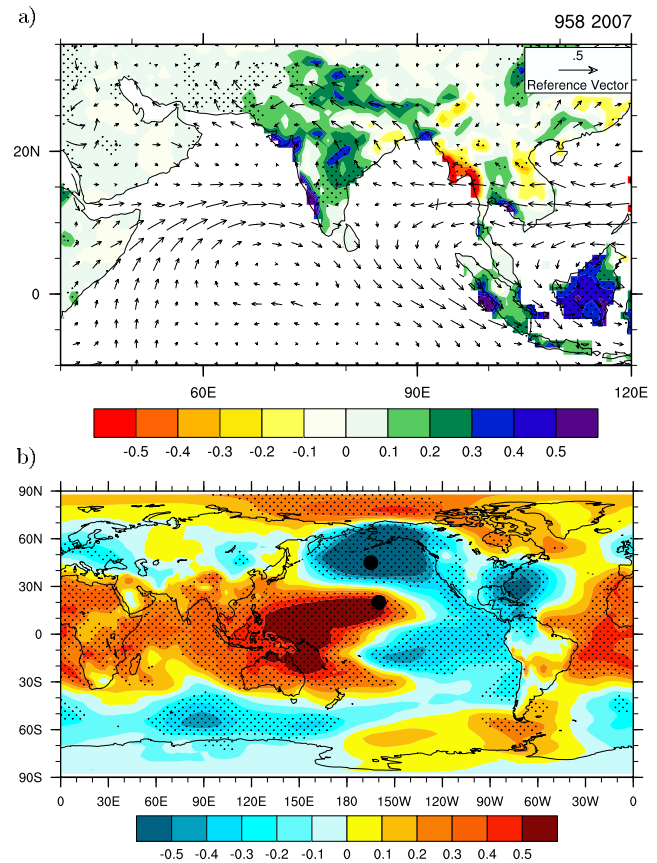 a)
958 2007
.5
Reference Vector
20N
0
60E 90E 120E
-0.5 -0.4 -0.3 -0.2 -0.1 0 0.1 0.2 0.3 0.4 0.5
b)
90N
60N
30N
0
30S
60S
90S
0 30E 60E 90E 120E 150E 180 150W 120W 90W 60W 30W 0
-0.5 -0.4 -0.3 -0.2 -0.1 0 0.1 0.2 0.3 0.4 0.5